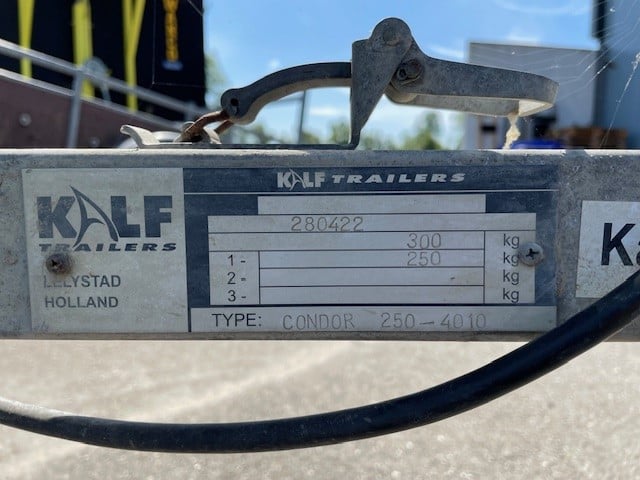 KALF
TRAILERS
LELYSTAD
HOLLAND
KALF TRAILERS
280422
300 kg
1- 250 kg
2- kg
3- kg
TYPE: CONDOR 250-4010
Ka